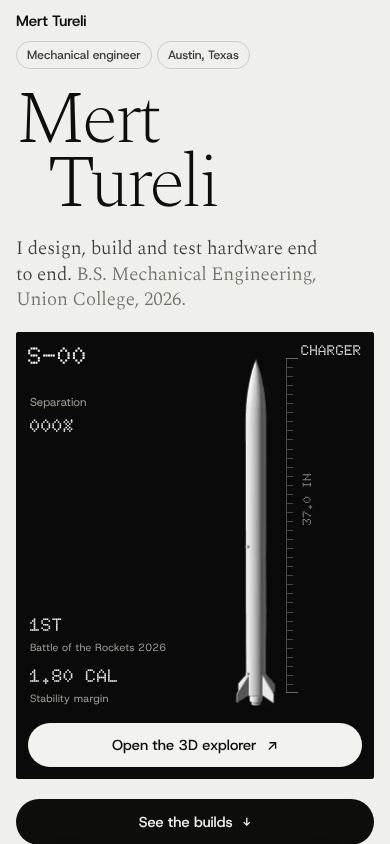 Mert Tureli
Mechanical engineer
Austin, Texas
Mert
Tureli
I design, build and test hardware end
to end. B.S. Mechanical Engineering,
Union College, 2026.
S-00
CHARGER
Separation
000%
37.0 IN
1ST
Battle of the Rockets 2026
1.80 CAL
Stability margin
Open the 3D explorer ↗
See the builds ↓